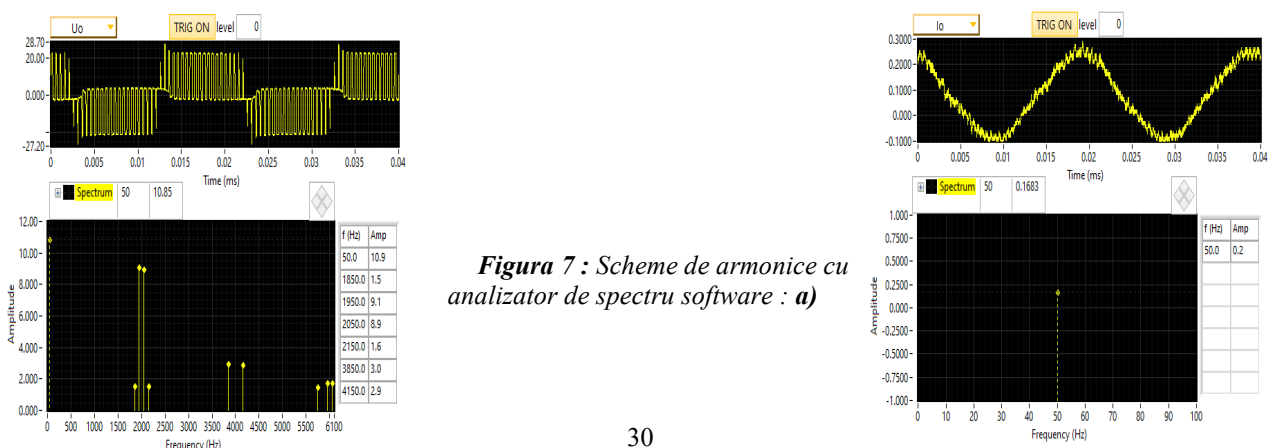 Uo
TRIG ON level 0
28.70
20.00
0.000
-27.20
0 0.005 0.01 0.015 0.02 0.025 0.03 0.035 0.04
Time (ms)
Spectrum 50 10.85
12.00
10.00
8.000
6.000
4.000
2.000
0.000
Amplitude
0 500 1000 1500 2000 2500 3000 3500 4000 4500 5000 5500 6100
Frequency (Hz)
f (Hz) Amp
50.0 10.9
1850.0 1.5
1950.0 9.1
2050.0 8.9
2150.0 1.6
3850.0 3.0
4150.0 2.9
Figura 7 : Scheme de armonice cu
analizator de spectru software : a)
Io
TRIG ON level 0
0.3000
0.2000
0.1000
0.0000
-0.1000
0 0.005 0.01 0.015 0.02 0.025 0.03 0.035 0.04
Time (ms)
Spectrum 50 0.1683
1.000
0.7500
0.5000
0.2500
0.000
-0.2500
-0.5000
-0.7500
-1.000
Amplitude
0 10 20 30 40 50 60 70 80 90 100
Frequency (Hz)
f (Hz) Amp
50.0 0.2
30